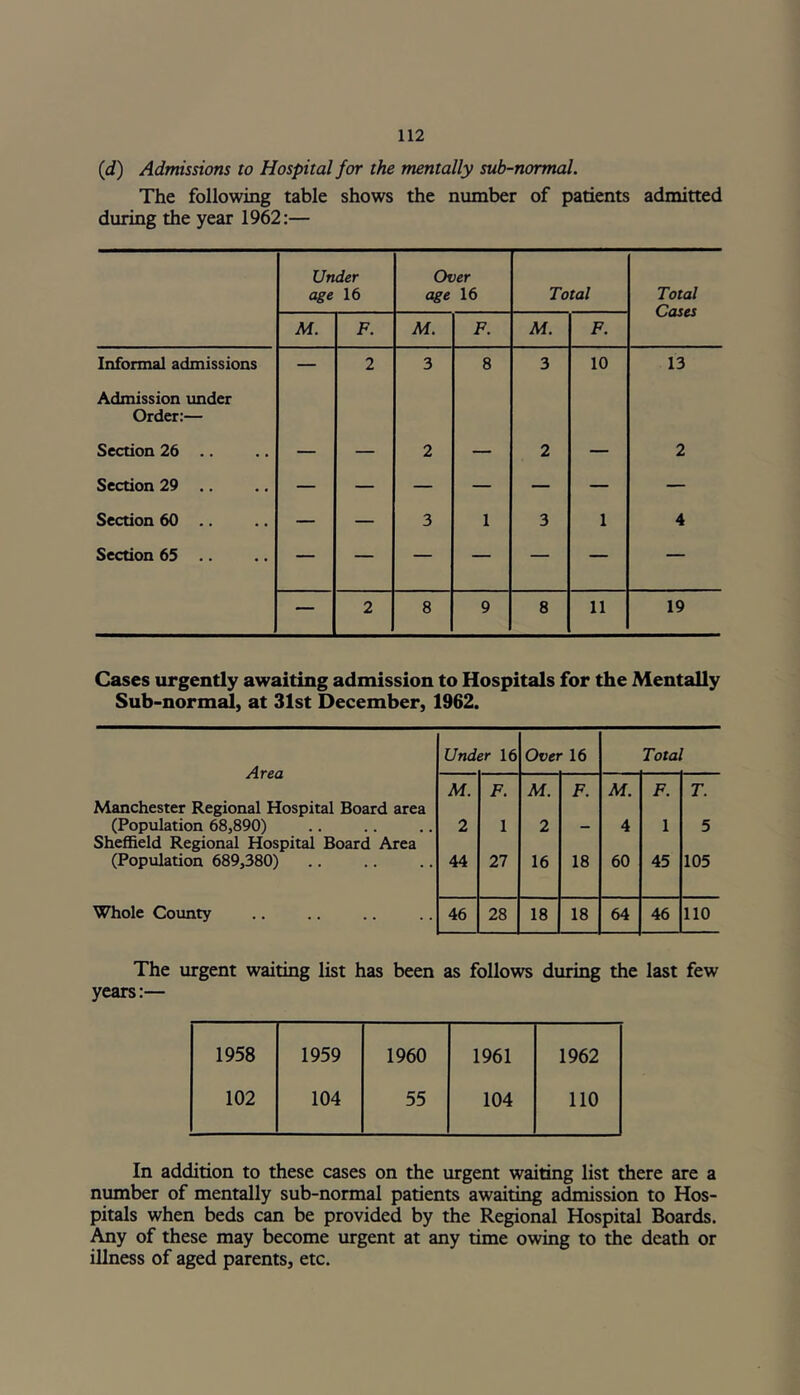 112
(d) Admissions to Hospital for the mentally sub-normal.
The following table shows the number of patients admitted
during the year 1962:—
Under age 16 Over age 16 Total Total Cases
M. F. M. F. M. F.
Informal admissions — 2 3 8 3 10 13
Admission under
Order:—
Section 26 .. .. — — 2 — 2 — 2
Section 29 .. .. — — — — — — —
Section 60 .. .. — — 3 1 3 1 4
Section 65 .. .. — — — — — — —
— 2 8 9 8 11 19
Cases urgently awaiting admission to Hospitals for the Mentally
Sub-normal, at 31st December, 1962.
Area Under 16 Over 16 Total
M. F. M. F. M. F. T.
Manchester Regional Hospital Board area
(Population 68,890) .. .. .. 2 1 2 - 4 1 5
Sheffield Regional Hospital Board Area
(Population 689,380) .. .. .. 44 27 16 18 60 45 105
Whole County .. .. .. .. 46 28 18 18 64 46 110
The urgent waiting list has been as follows during the last few
years:—
1958 1959 1960 1961 1962
102 104 55 104 110
In addition to these cases on the urgent waiting list there are a
number of mentally sub-normal patients awaiting admission to Hos-
pitals when beds can be provided by the Regional Hospital Boards.
Any of these may become urgent at any time owing to the death or
illness of aged parents, etc.